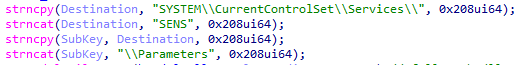 strncpy(Destination, "SYSTEM\\CurrentControlSet\\Services\\", 0x208ui64);
strncat(Destination, "SENS", 0x208ui64);
strncpy(SubKey, Destination, 0x208ui64);
strncat(SubKey, "\\Parameters", 0x208ui64);